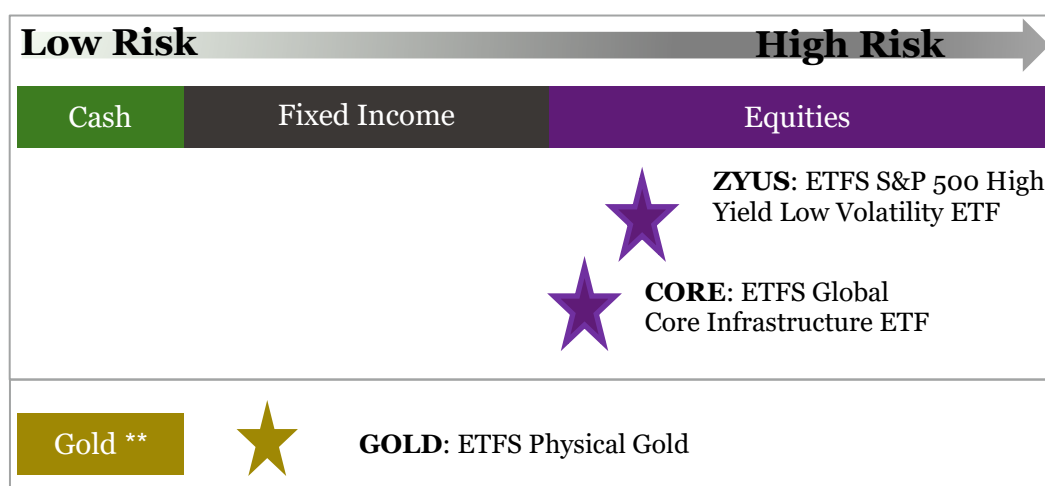 Low Risk High Risk
Cash Fixed Income Equities
ZYUS: ETFS S&P 500 High
Yield Low Volatility ETF
CORE: ETFS Global
Core Infrastructure ETF
Gold ** GOLD: ETFS Physical Gold